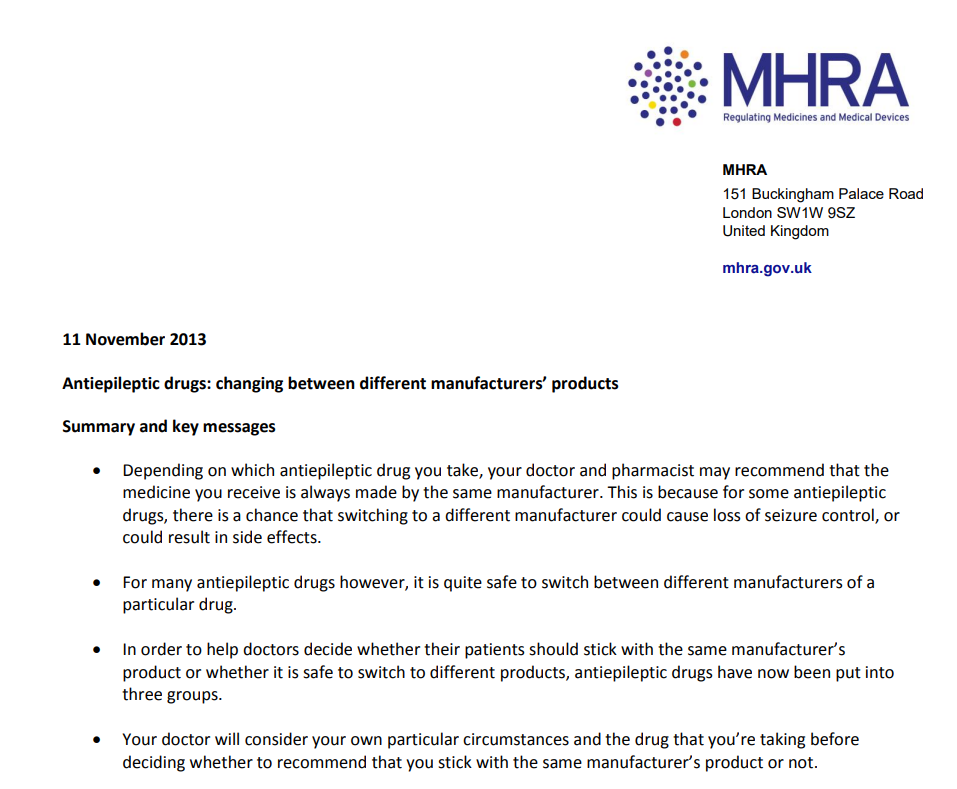 MHRA
Regulating Medicines and Medical Devices
MHRA
151 Buckingham Palace Road
London SW1W 9SZ
United Kingdom
mhra.gov.uk
11 November 2013
Antiepileptic drugs: changing between different manufacturers’ products
Summary and key messages
• Depending on which antiepileptic drug you take, your doctor and pharmacist may recommend that the
medicine you receive is always made by the same manufacturer. This is because for some antiepileptic
drugs, there is a chance that switching to a different manufacturer could cause loss of seizure control, or
could result in side effects.
• For many antiepileptic drugs however, it is quite safe to switch between different manufacturers of a
particular drug.
• In order to help doctors decide whether their patients should stick with the same manufacturer’s
product or whether it is safe to switch to different products, antiepileptic drugs have now been put into
three groups.
• Your doctor will consider your own particular circumstances and the drug that you’re taking before
deciding whether to recommend that you stick with the same manufacturer’s product or not.